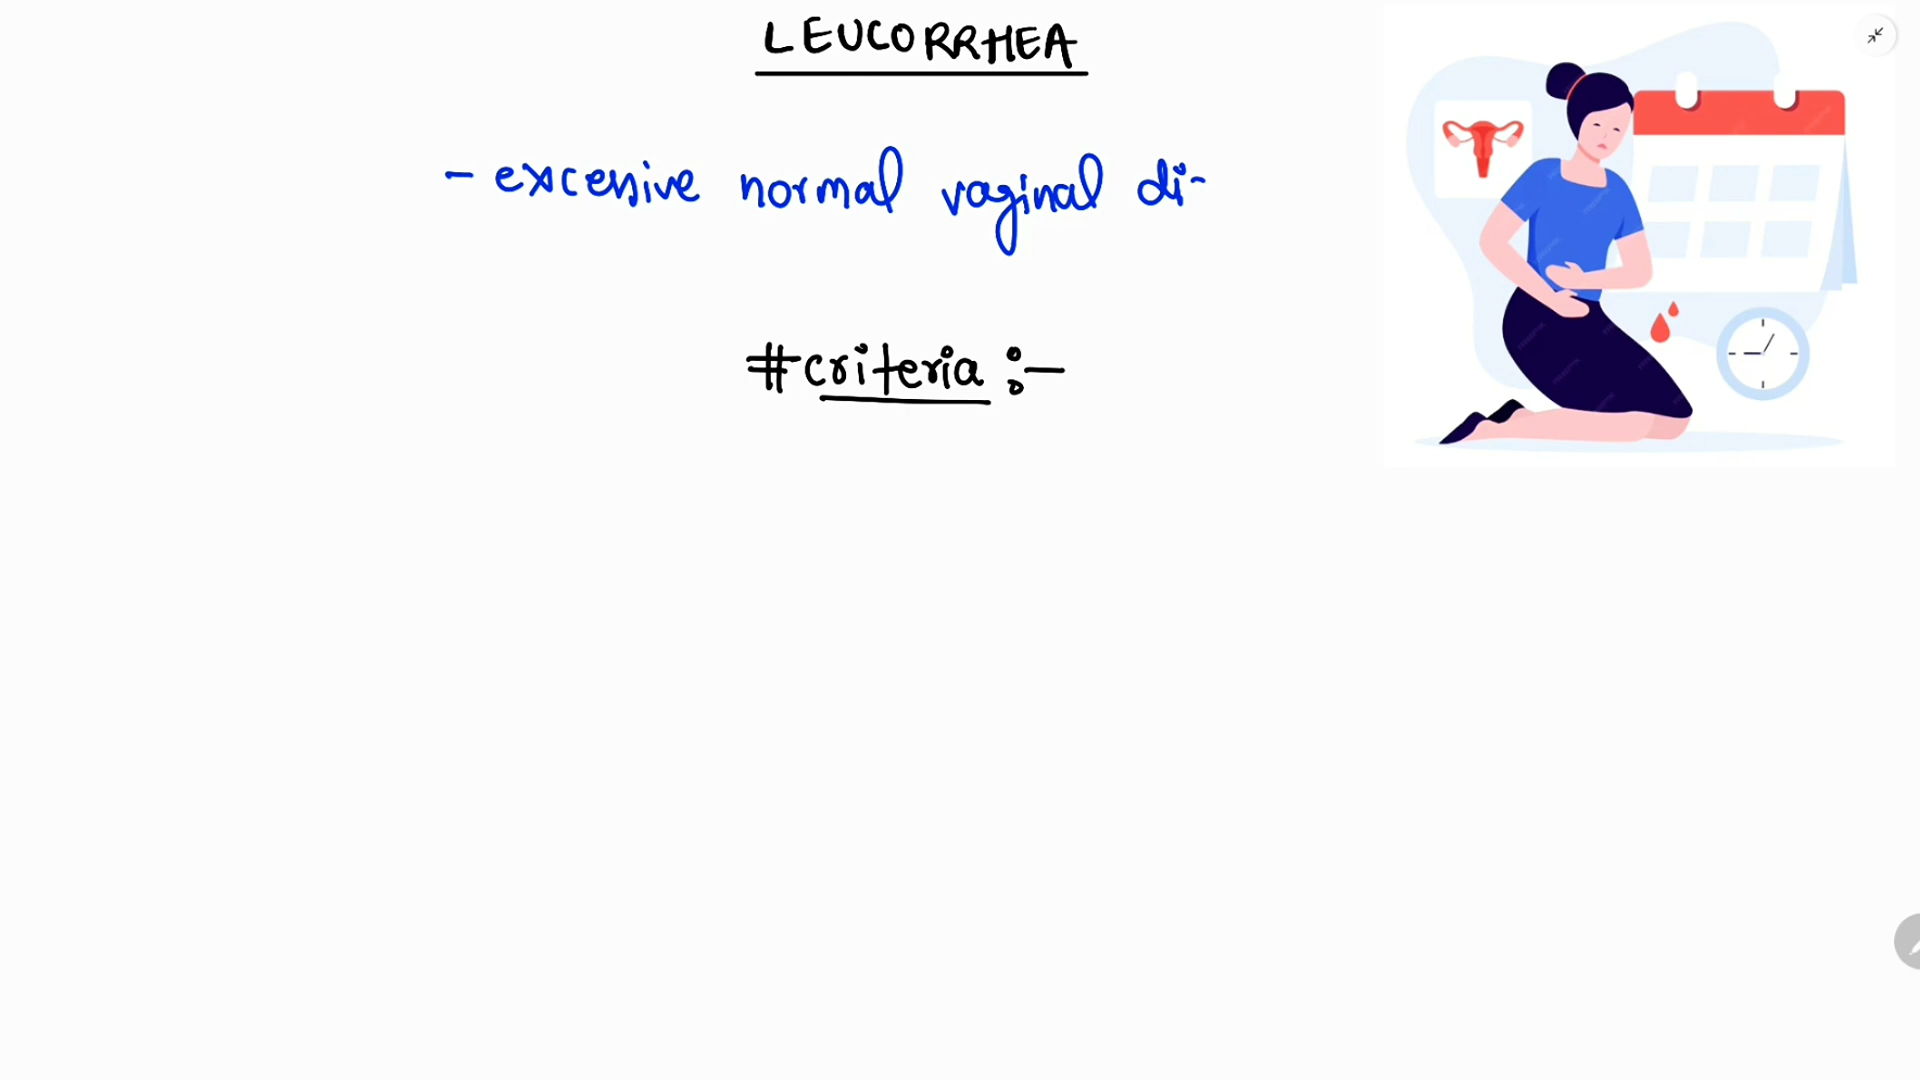 LEUCORRHEA
- excessive normal vaginal di-
#criteria :-